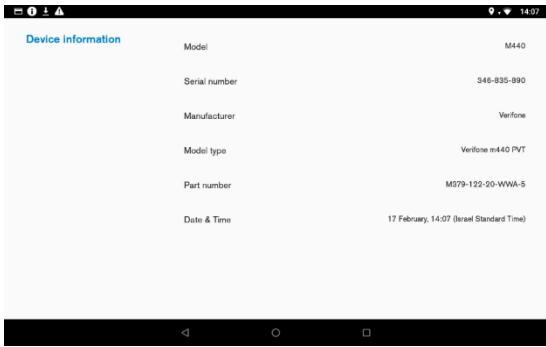 14:07
Device information
Model M440
Serial number 346-835-890
Manufacturer Verifone
Model type Verifone m440 PVT
Part number M379-122-20-WWA-5
Date & Time 17 February, 14:07 (Israel Standard Time)